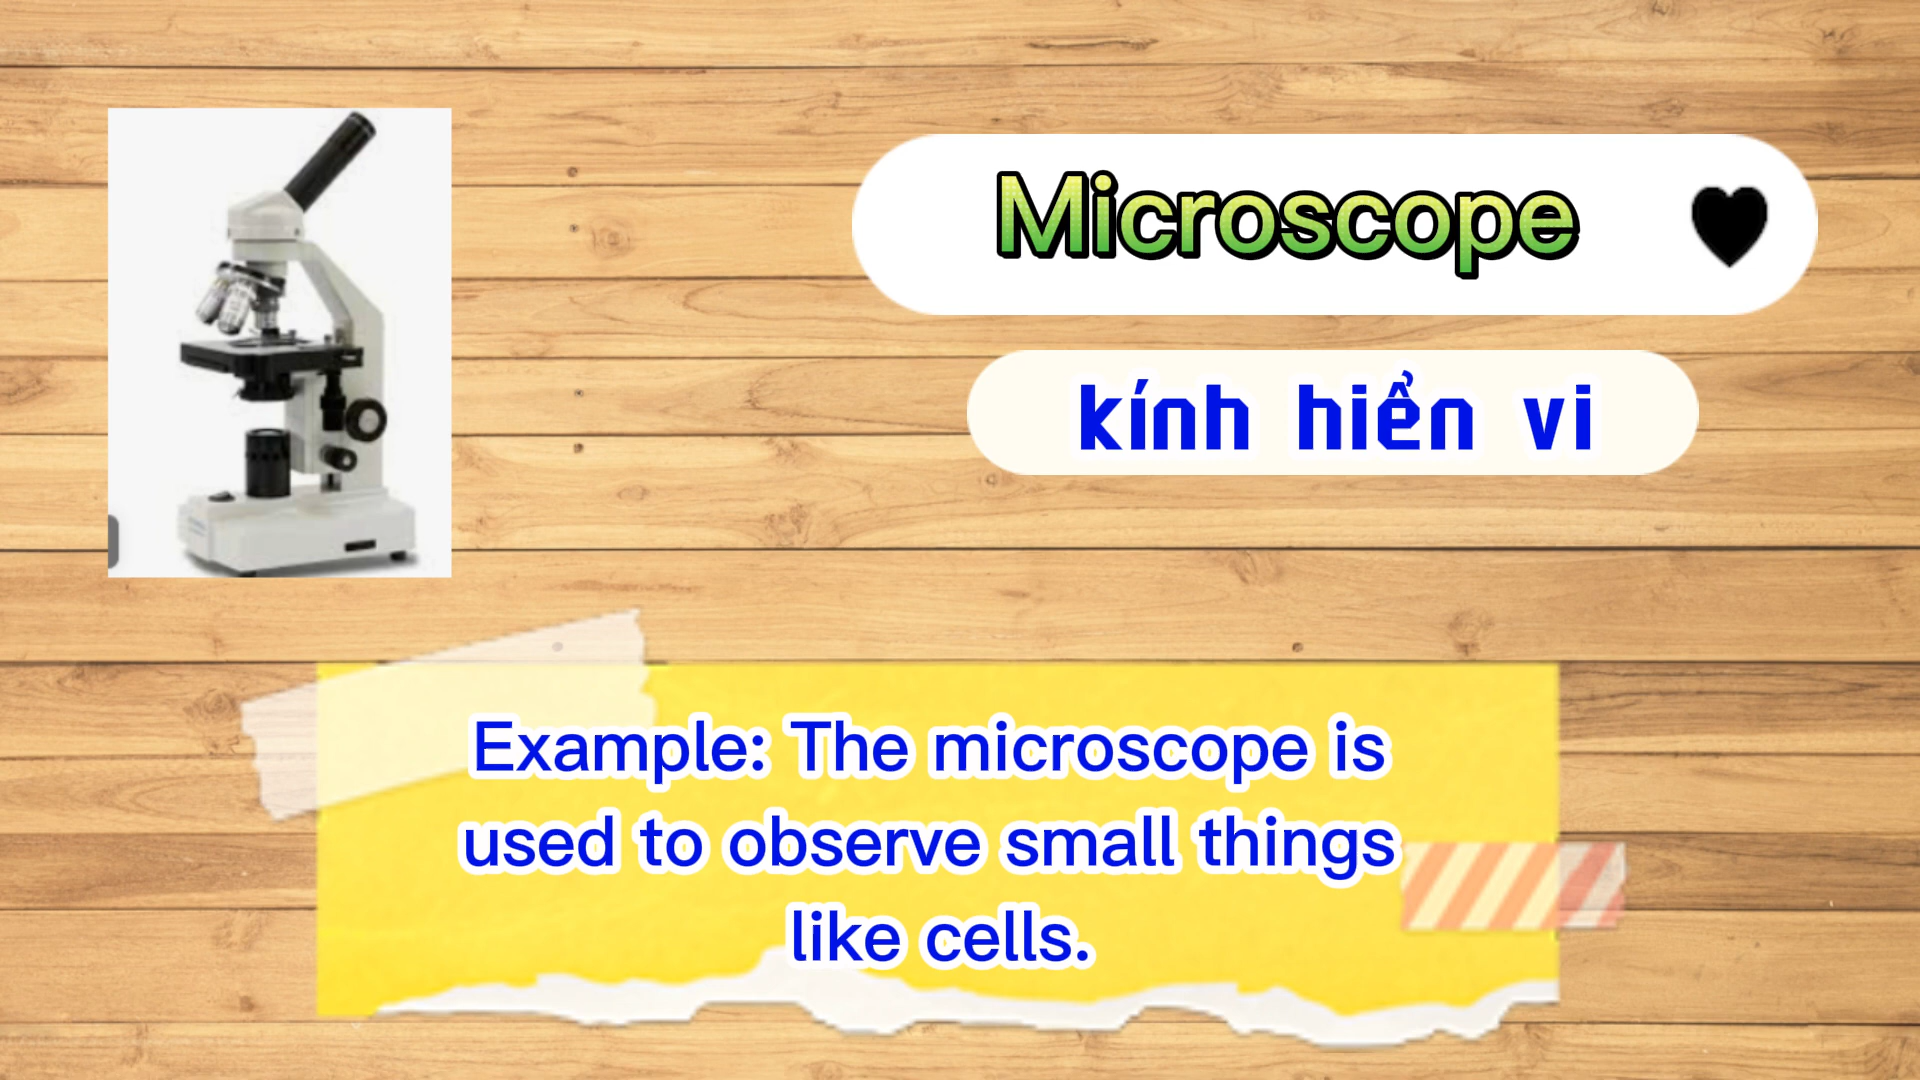 Microscope
kính hiển vi
Example: The microscope is
used to observe small things
like cells.